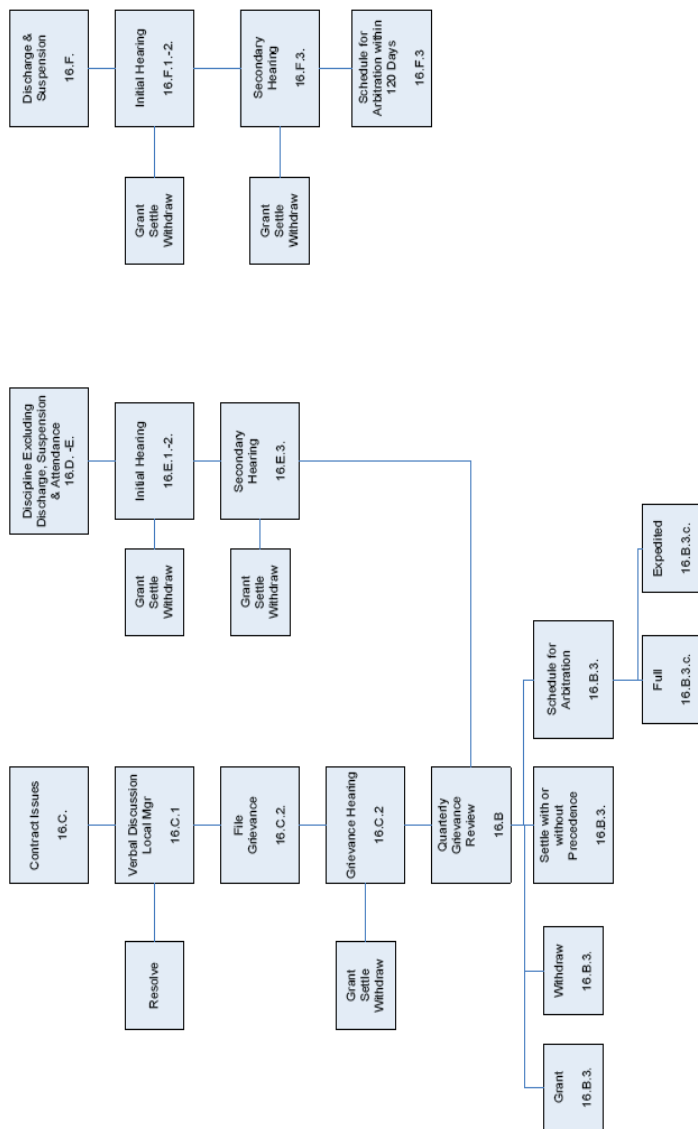 Contract Issues
16.C.
Verbal Discussion
Local Mgr
16.C.1
Resolve
File
Grievance
16.C.2.
Grievance Hearing
16.C.2
Grant
Settle
Withdraw
Quarterly
Grievance
Review
16.B
Grant
16.B.3.
Withdraw
16.B.3.
Settle with or
without
Precedence
16.B.3.
Schedule for
Arbitration
16.B.3.
Full
16.B.3.c.
Expedited
16.B.3.c.
Discipline Excluding
Discharge, Suspension
& Attendance
16.D. -E.
Initial Hearing
16.E.1.-2.
Grant
Settle
Withdraw
Secondary
Hearing
16.E.3.
Grant
Settle
Withdraw
Discharge &
Suspension
16.F.
Initial Hearing
16.F.1.-2.
Grant
Settle
Withdraw
Secondary
Hearing
16.F.3.
Grant
Settle
Withdraw
Schedule for
Arbitration within
120 Days
16.F.3